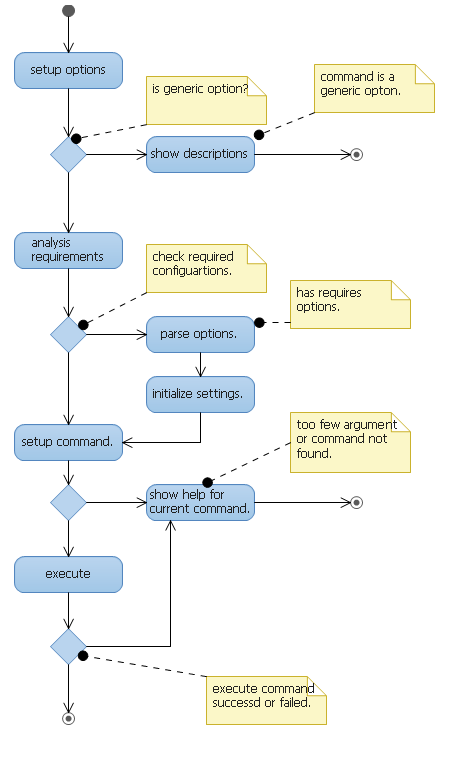 setup options
is generic option?
command is a
generic opton.
show descriptions
analysis
requirements
check required
configuartions.
has requires
options.
parse options.
initialize settings.
setup command.
too few argument
or command not
found.
show help for
current command.
execute
execute command
successd or failed.